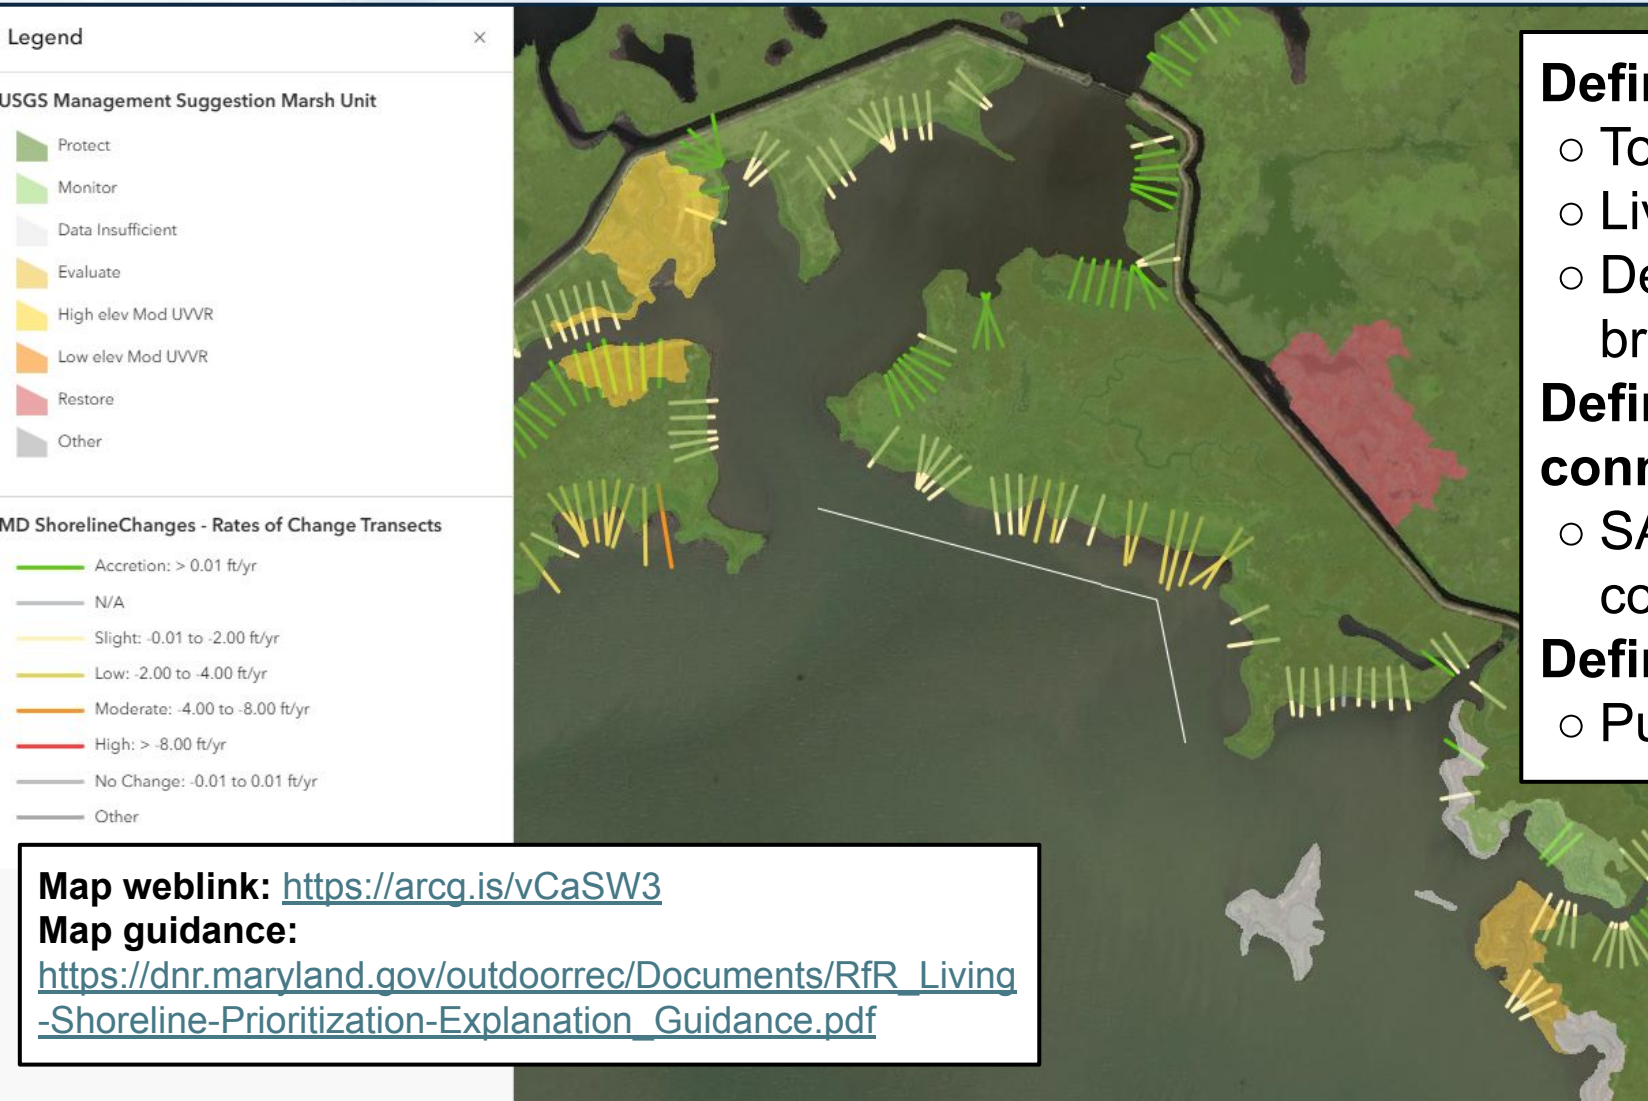 Legend ×
USGS Management Suggestion Marsh Unit
Protect
Monitor
Data Insufficient
Evaluate
High elev Mod UVVR
Low elev Mod UVVR
Restore
Other
MD ShorelineChanges - Rates of Change Transects
Accretion: > 0.01 ft/yr
N/A
Slight: -0.01 to -2.00 ft/yr
Low: -2.00 to -4.00 ft/yr
Moderate: -4.00 to -8.00 ft/yr
High: > -8.00 ft/yr
No Change: -0.01 to 0.01 ft/yr
Other
Map weblink: https://arcg.is/vCaSW3
Map guidance:
https://dnr.maryland.gov/outdoorrec/Documents/RfR_Living
-Shoreline-Prioritization-Explanation_Guidance.pdf